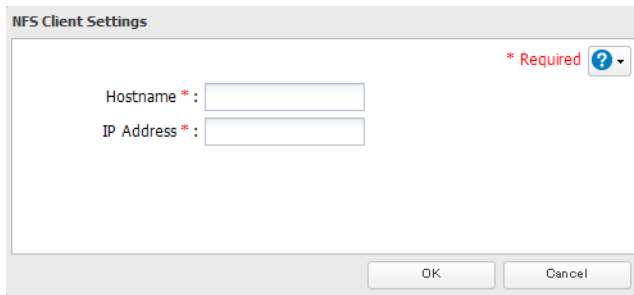 NFS Client Settings
* Required ?
Hostname * :
IP Address * :
OK Cancel